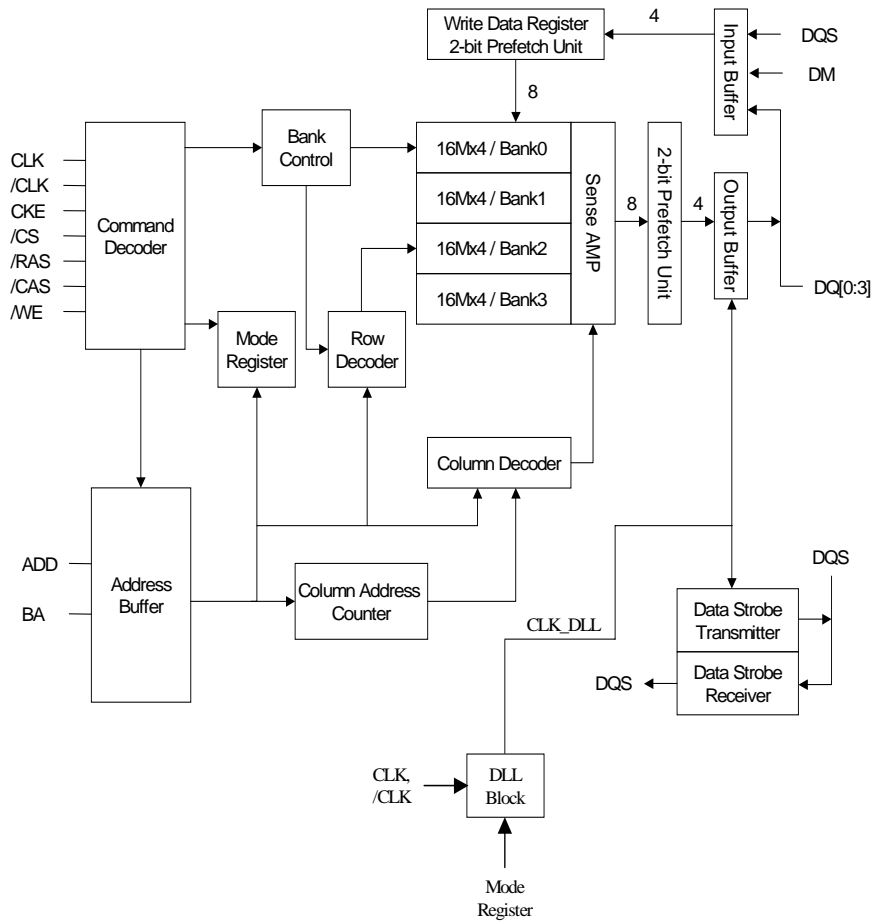 Write Data Register
2-bit Prefetch Unit
4
Input Buffer
DQS
DM
8
Bank
Control
16Mx4 / Bank0
16Mx4 / Bank1
16Mx4 / Bank2
16Mx4 / Bank3
Sense AMP
8
2-bit Prefetch Unit
4
Output Buffer
DQ[0:3]
CLK
/CLK
CKE
/CS
/RAS
/CAS
/WE
Command
Decoder
Mode
Register
Row
Decoder
Column Decoder
ADD
BA
Address
Buffer
Column Address
Counter
CLK_DLL
DQS
Data Strobe
Transmitter
Data Strobe
Receiver
DQS
CLK,
/CLK
DLL
Block
Mode
Register